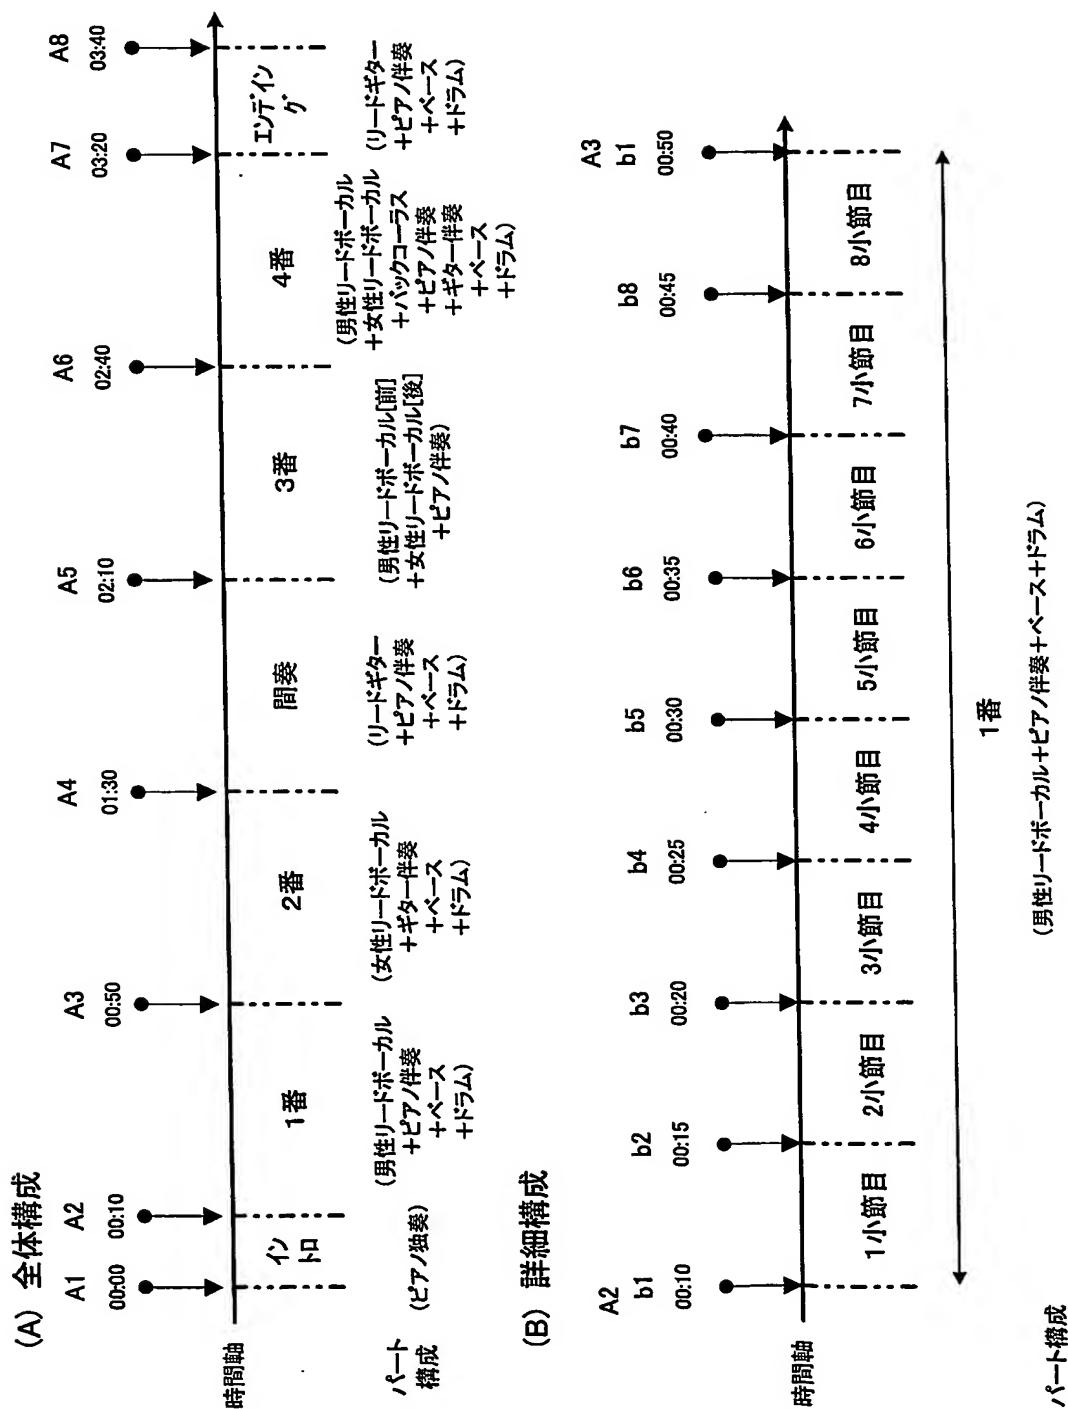 (A) 全体構成
A1
00:00
A2
00:10
A3
00:50
A4
01:30
A5
02:10
A6
02:40
A7
03:20
A8
03:40
時間軸
イン
トロ
1番
2番
間奏
3番
4番
エンディン
グ
パート
構成
(ピアノ独奏)
(男性リードボーカル
+ピアノ伴奏
+ベース
+ドラム)
(女性リードボーカル
+ギター伴奏
+ベース
+ドラム)
(リードギター
+ピアノ伴奏
+ベース
+ドラム)
(男性リードボーカル[前]
+女性リードボーカル[後]
+ピアノ伴奏)
(男性リードボーカル
+女性リードボーカル
+バックコーラス
+ピアノ伴奏
+ギター伴奏
+ベース
+ドラム)
(リードギター
+ピアノ伴奏
+ベース
+ドラム)
(B) 詳細構成
A2
b1
00:10
b2
00:15
b3
00:20
b4
00:25
b5
00:30
b6
00:35
b7
00:40
b8
00:45
A3
b1
00:50
時間軸
1小節目
2小節目
3小節目
4小節目
5小節目
6小節目
7小節目
8小節目
1番
パート構成
(男性リードボーカル+ピアノ伴奏+ベース+ドラム)